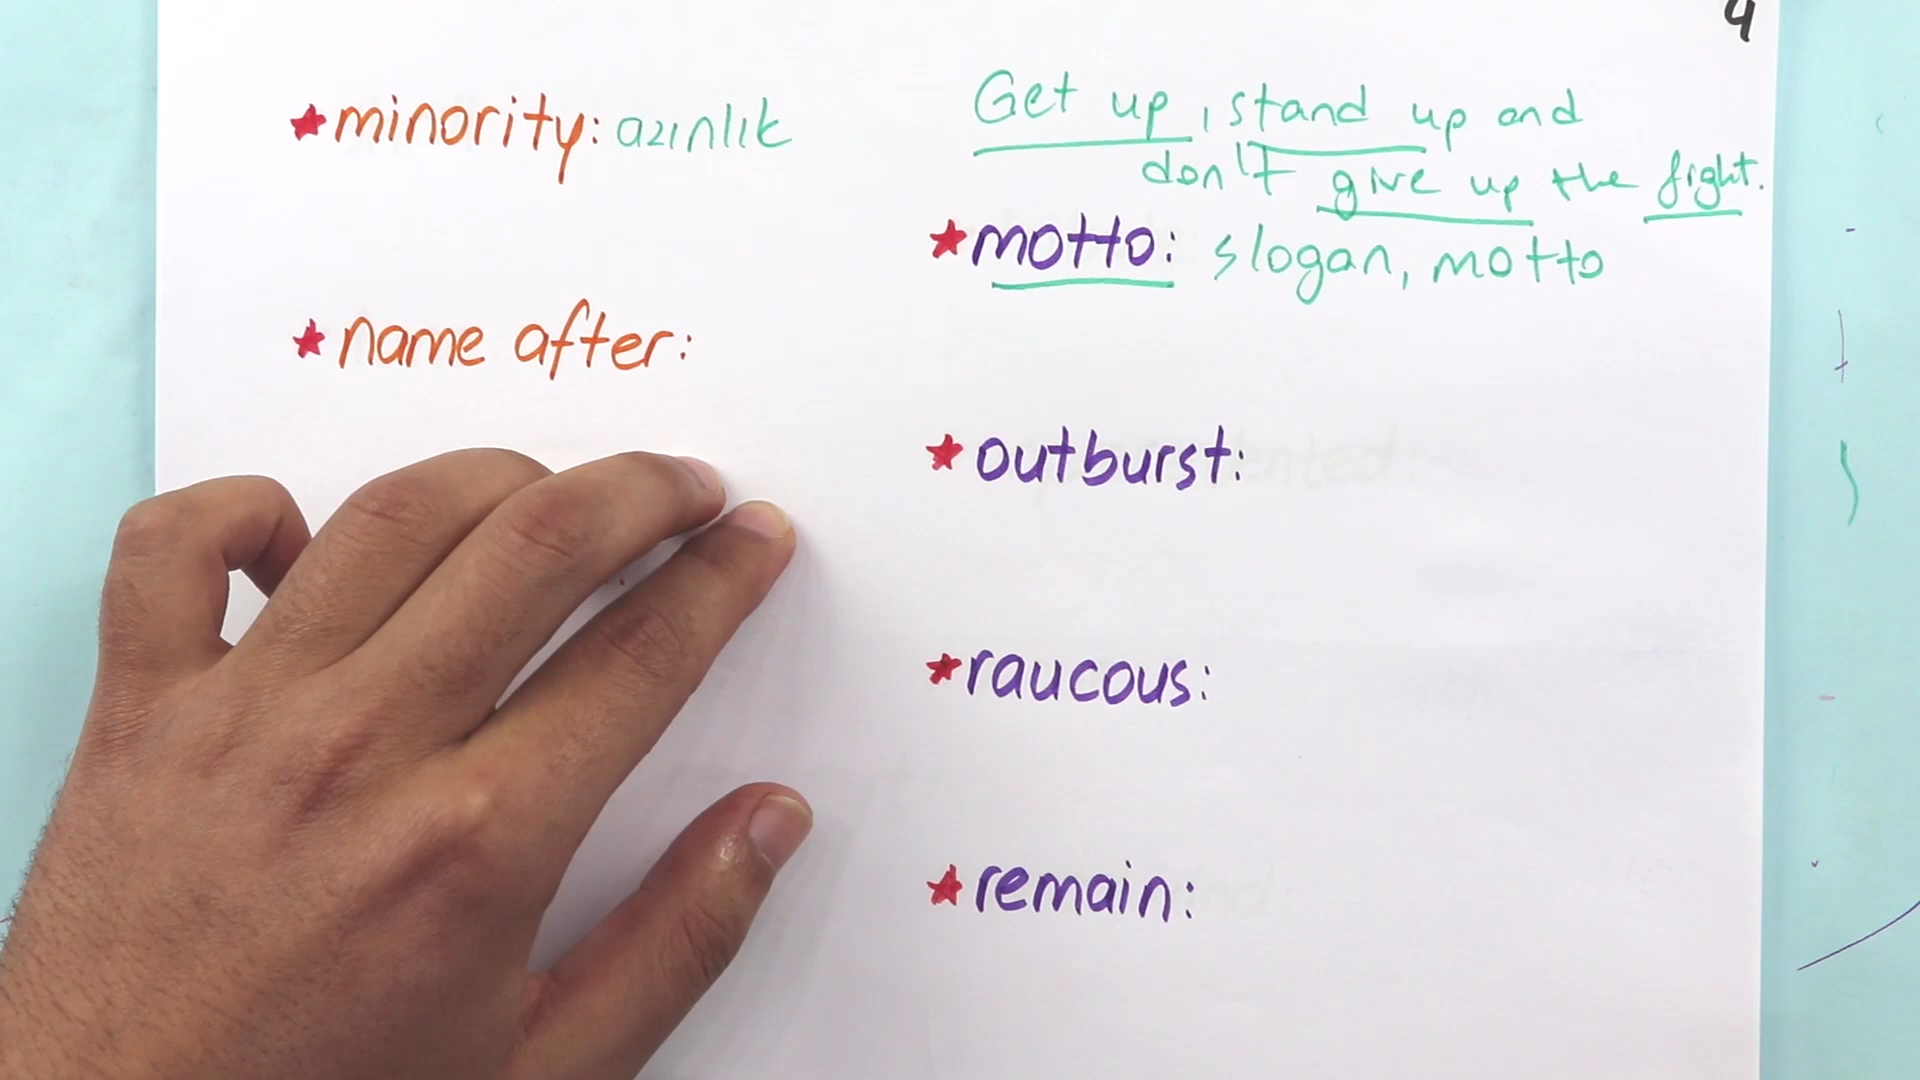 4
★ minority: azınlık
★ name after:
Get up, stand up and
don't give up the fight.
★ motto: slogan, motto
★ outburst:
★ raucous:
★ remain: